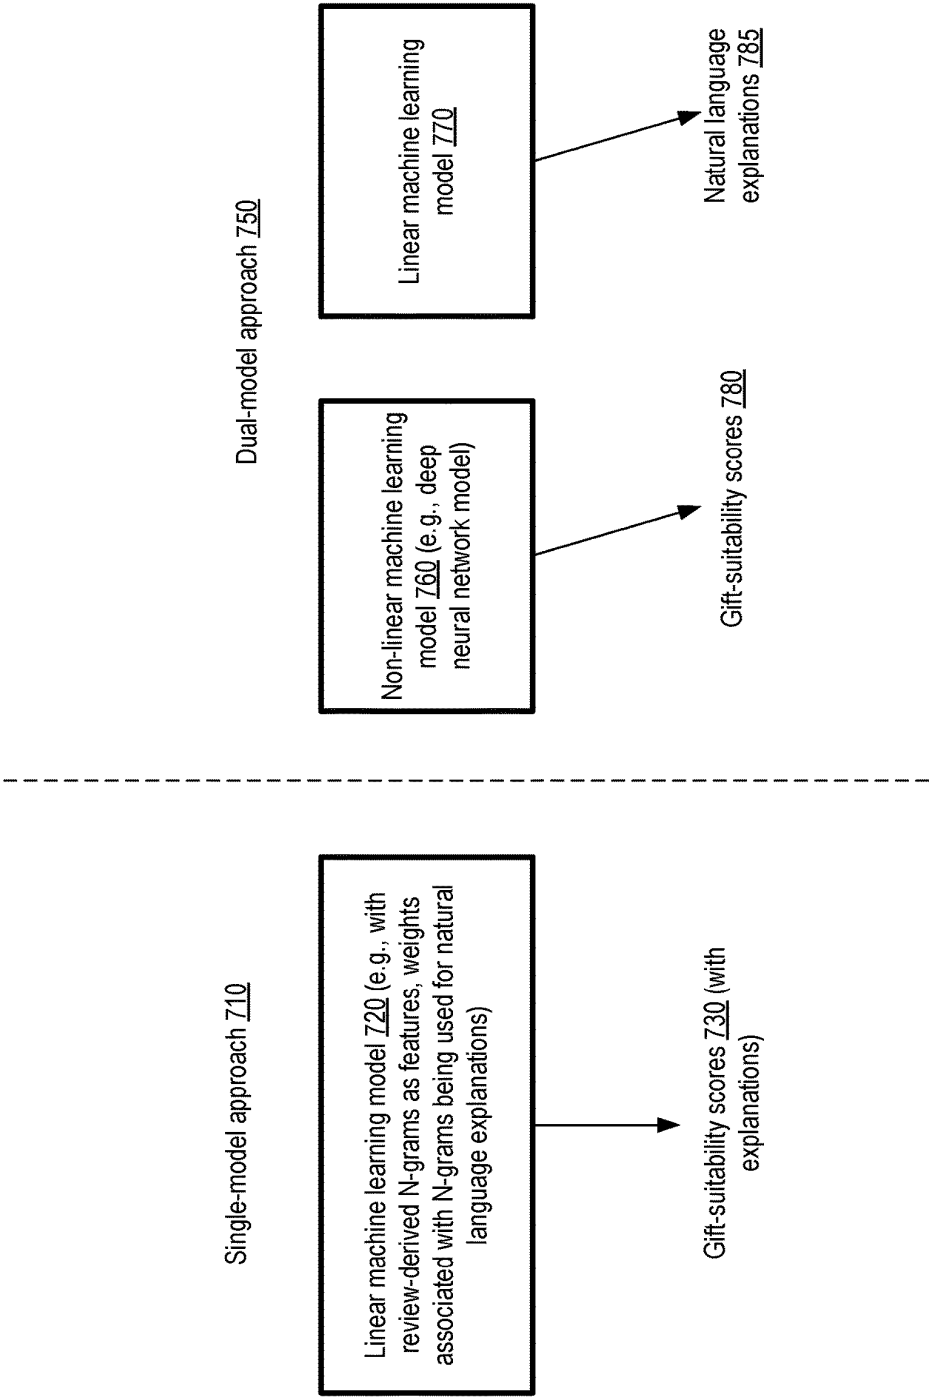 Single-model approach 710
Linear machine learning model 720 (e.g., with
review-derived N-grams as features, weights
associated with N-grams being used for natural
language explanations)
Gift-suitability scores 730 (with
explanations)
Dual-model approach 750
Non-linear machine learning
model 760 (e.g., deep
neural network model)
Gift-suitability scores 780
Linear machine learning
model 770
Natural language
explanations 785